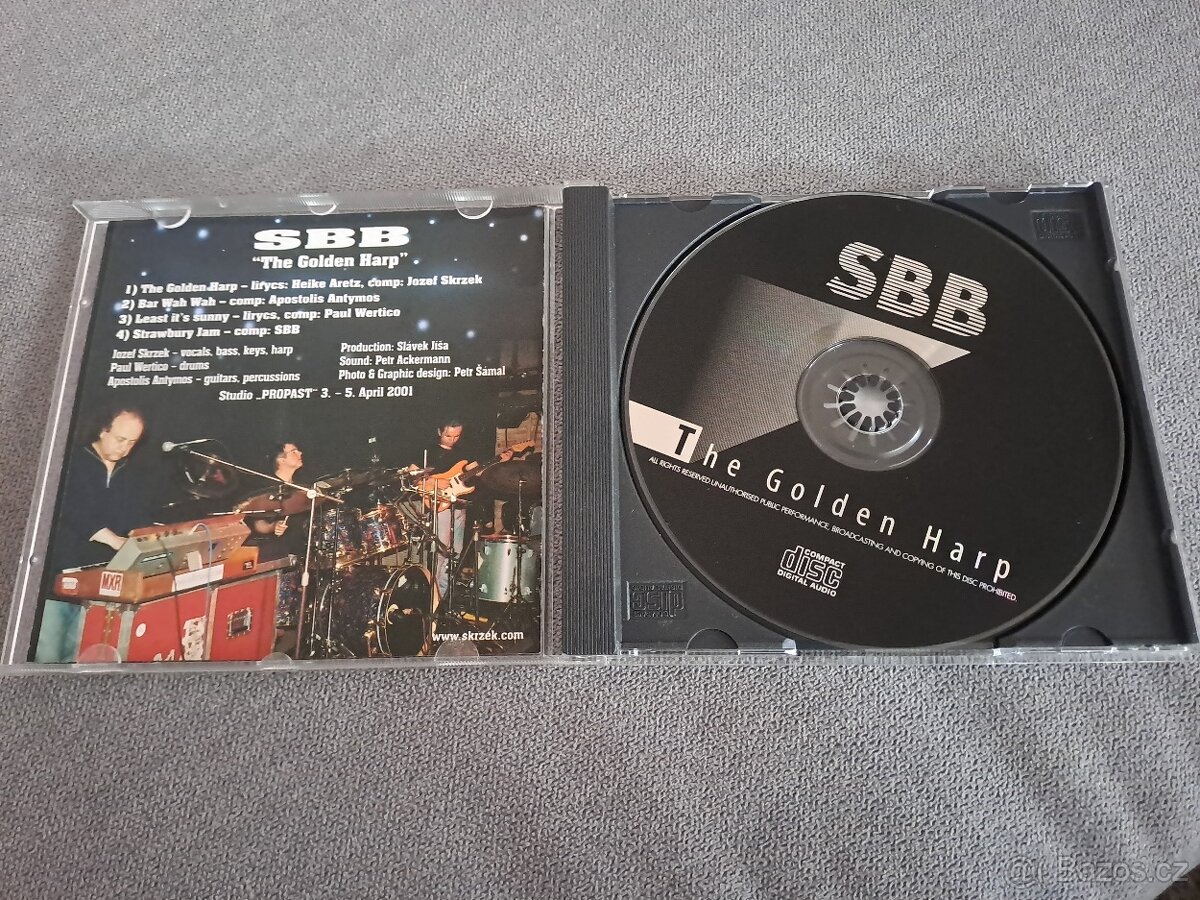 SBB
"The Golden Harp"
1) The Golden Harp – lirycs: Heike Aretz, comp: Jozef Skrzek
2) Bar Wah Wah – comp: Apostolis Antymos
3) Least it's sunny – lirycs, comp: Paul Wertico
4) Strawbury Jam – comp: SBB
Jozef Skrzek – vocals, bass, keys, harp
Paul Wertico – drums
Apostolis Antymos – guitars, percussions
Production: Slávek Jíša
Sound: Petr Ackermann
Photo & Graphic design: Petr Šámal
Studio „PROPAST" 3. – 5. April 2001
MXR
www.skrzek.com
SBB
The Golden Harp
ALL RIGHTS RESERVED UNAUTHORISED PUBLIC PERFORMANCE, BROADCASTING AND COPYING OF THIS DISC PROHIBITED.
COMPACT
disc
DIGITAL AUDIO
Bazos.cz